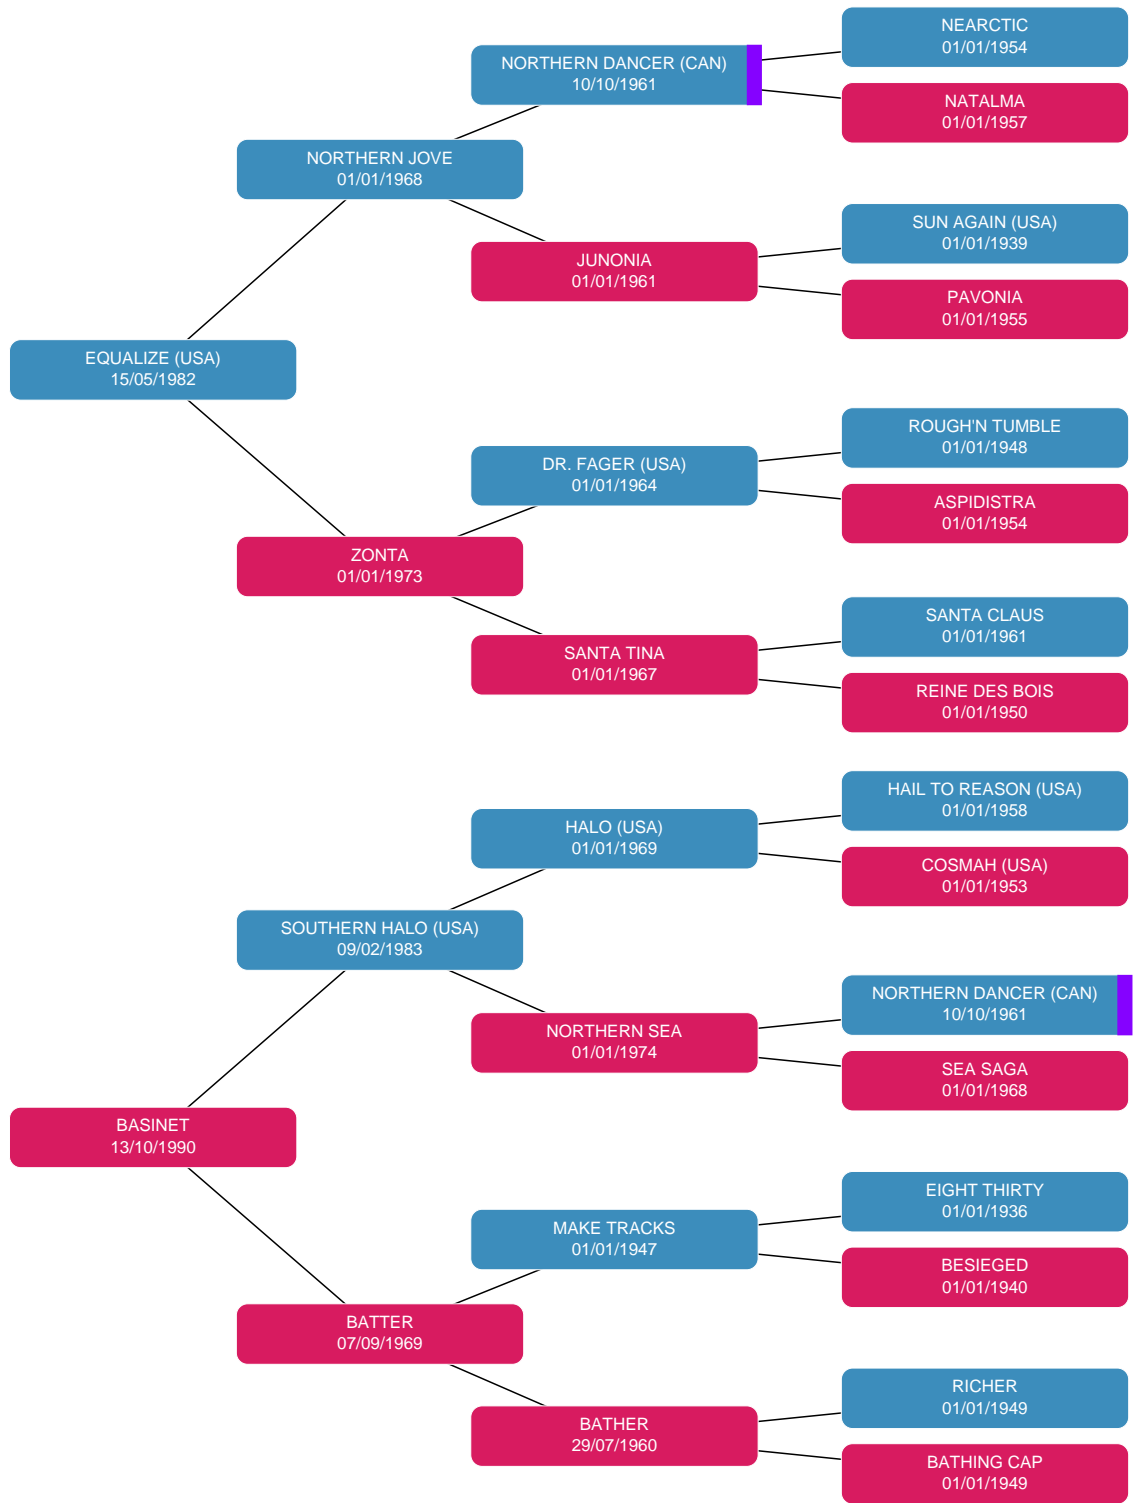 NEARCTIC
01/01/1954
NORTHERN DANCER (CAN)
10/10/1961
NATALMA
01/01/1957
NORTHERN JOVE
01/01/1968
SUN AGAIN (USA)
01/01/1939
JUNONIA
01/01/1961
PAVONIA
01/01/1955
EQUALIZE (USA)
15/05/1982
ROUGH'N TUMBLE
01/01/1948
DR. FAGER (USA)
01/01/1964
ASPIDISTRA
01/01/1954
ZONTA
01/01/1973
SANTA CLAUS
01/01/1961
SANTA TINA
01/01/1967
REINE DES BOIS
01/01/1950
HAIL TO REASON (USA)
01/01/1958
HALO (USA)
01/01/1969
COSMAH (USA)
01/01/1953
SOUTHERN HALO (USA)
09/02/1983
NORTHERN DANCER (CAN)
10/10/1961
NORTHERN SEA
01/01/1974
SEA SAGA
01/01/1968
BASINET
13/10/1990
EIGHT THIRTY
01/01/1936
MAKE TRACKS
01/01/1947
BESIEGED
01/01/1940
BATTER
07/09/1969
RICHER
01/01/1949
BATHER
29/07/1960
BATHING CAP
01/01/1949